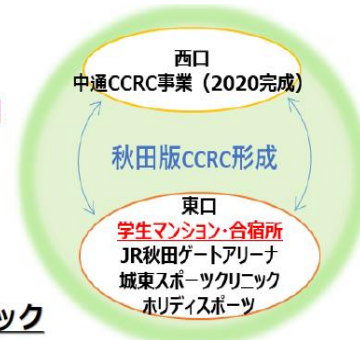 西口
中通CCRC事業（2020完成）
秋田版CCRC形成
東口
学生マンション・合宿所
JR秋田ゲートアリーナ
城東スポーツクリニック
ホリデイスポーツ
ック